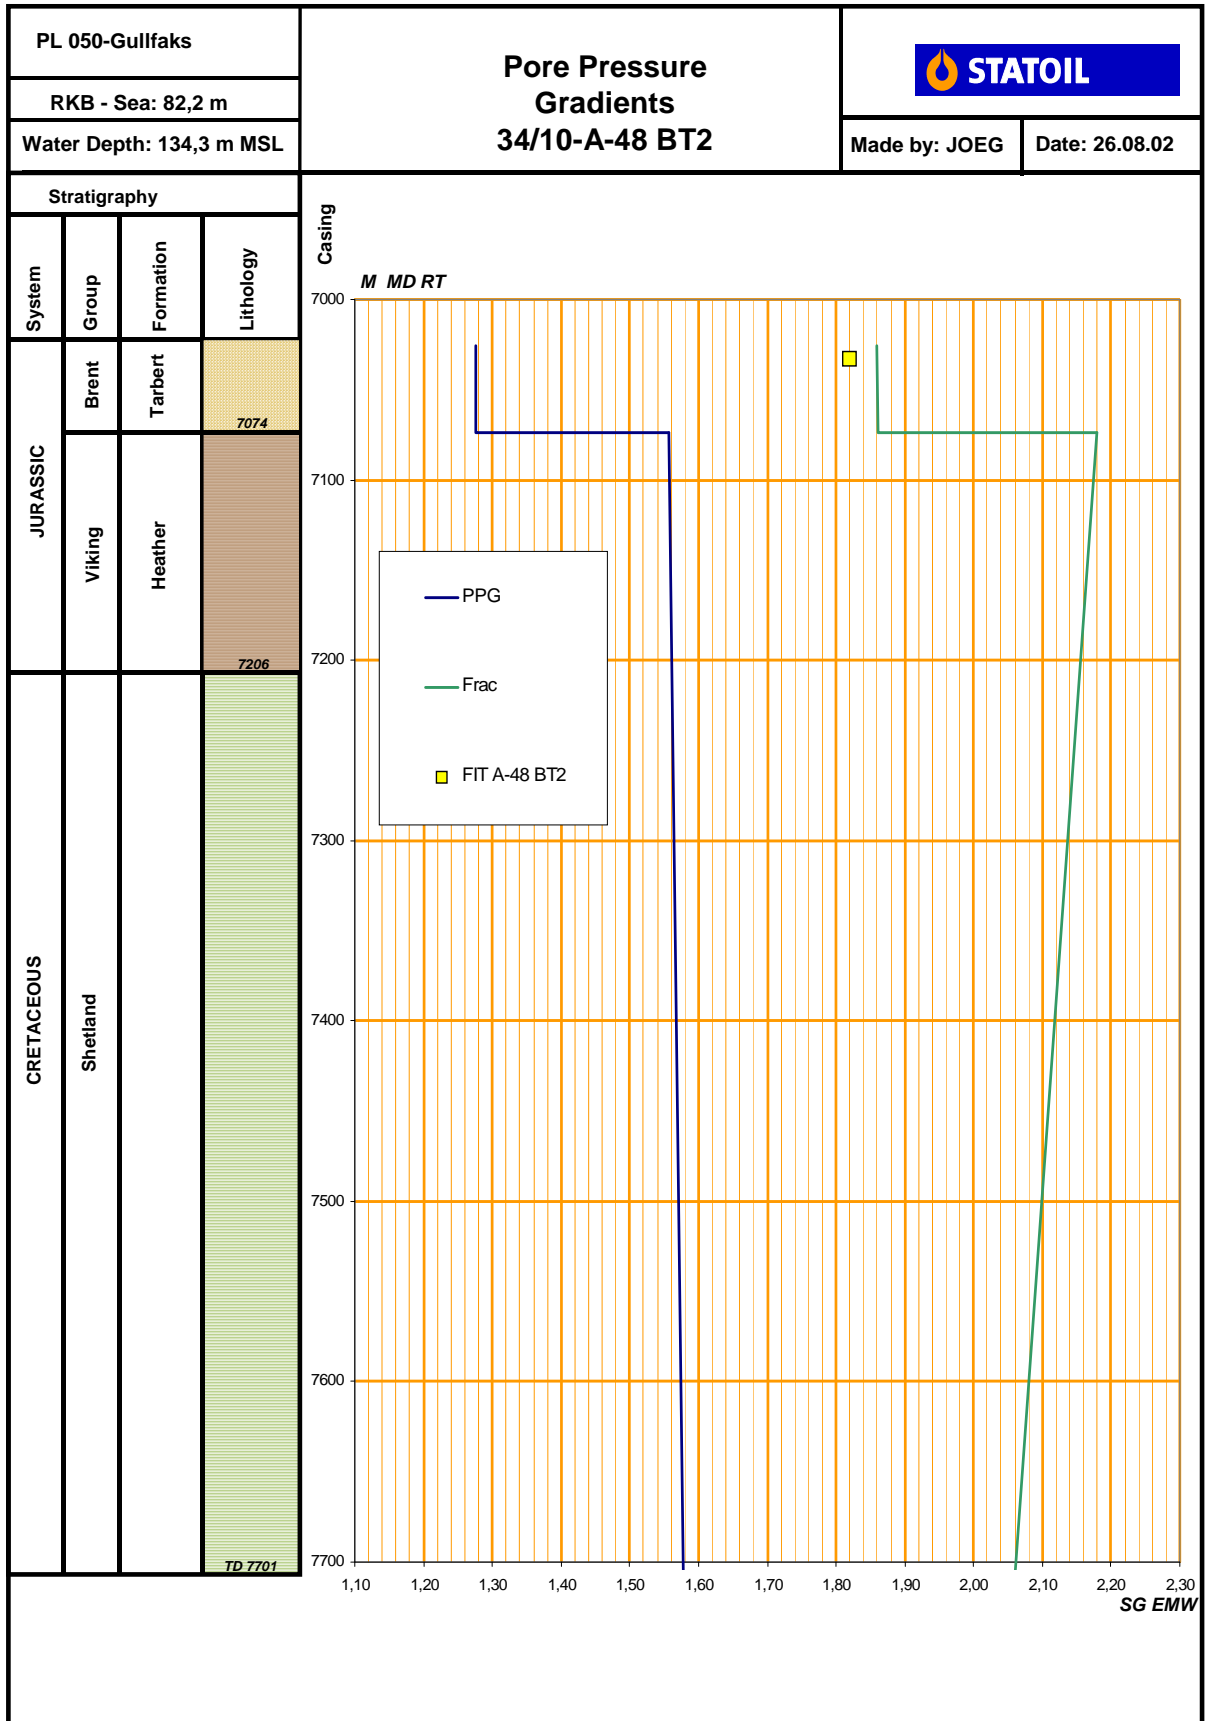 PL 050-Gullfaks
RKB - Sea: 82,2 m
Water Depth: 134,3 m MSL
Pore Pressure
Gradients
34/10-A-48 BT2
STATOIL
Made by: JOEG
Date: 26.08.02
Stratigraphy
System
Group
Formation
Lithology
Casing
M MD RT
JURASSIC
Brent
Tarbert
7074
Viking
Heather
7206
CRETACEOUS
Shetland
TD 7701
7000
7100
7200
7300
7400
7500
7600
7700
PPG
Frac
FIT A-48 BT2
1,10 1,20 1,30 1,40 1,50 1,60 1,70 1,80 1,90 2,00 2,10 2,20 2,30
SG EMW